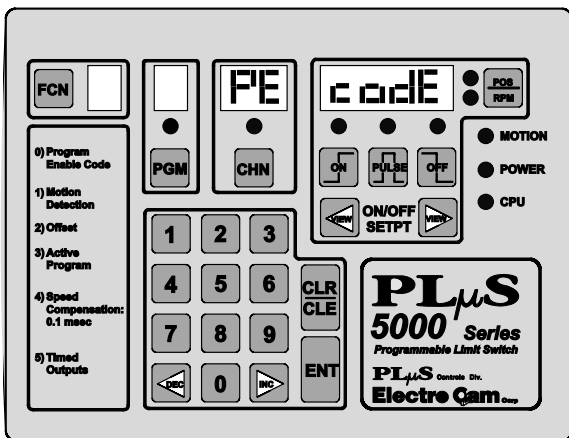 FCN
PE
codE
POS
RPM
PGM
CHN
ON
PULSE
OFF
MOTION
POWER
CPU
VIEW
ON/OFF
SETPT
VIEW
0) Program
Enable Code
1) Motion
Detection
2) Offset
3) Active
Program
4) Speed
Compensation:
0.1 msec
5) Timed
Outputs
1 2 3
4 5 6
7 8 9
DEC 0 INC
CLR
CLE
ENT
PLμS
5000 Series
Programmable Limit Switch
PLμS Controls Div.
Electro Cam Corp